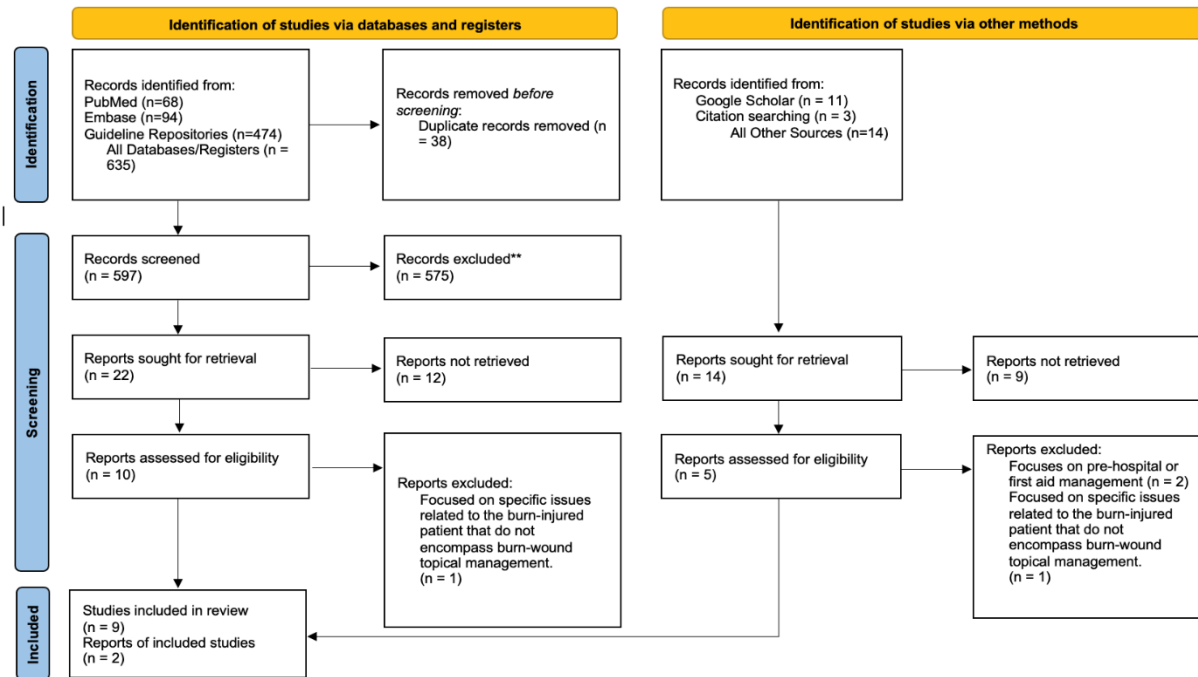 Identification of studies via databases and registers
Identification of studies via other methods
Identification
Records identified from:
PubMed (n=68)
Embase (n=94)
Guideline Repositories (n=474)
All Databases/Registers (n =
635)
Records removed before
screening:
Duplicate records removed (n
= 38)
Records identified from:
Google Scholar (n = 11)
Citation searching (n = 3)
All Other Sources (n=14)
Screening
Records screened
(n = 597)
Records excluded**
(n = 575)
Reports sought for retrieval
(n = 22)
Reports not retrieved
(n = 12)
Reports sought for retrieval
(n = 14)
Reports not retrieved
(n = 9)
Reports assessed for eligibility
(n = 10)
Reports excluded:
Focused on specific issues
related to the burn-injured
patient that do not
encompass burn-wound
topical management.
(n = 1)
Reports assessed for eligibility
(n = 5)
Reports excluded:
Focuses on pre-hospital or
first aid management (n = 2)
Focused on specific issues
related to the burn-injured
patient that do not
encompass burn-wound
topical management.
(n = 1)
Included
Studies included in review
(n = 9)
Reports of included studies
(n = 2)